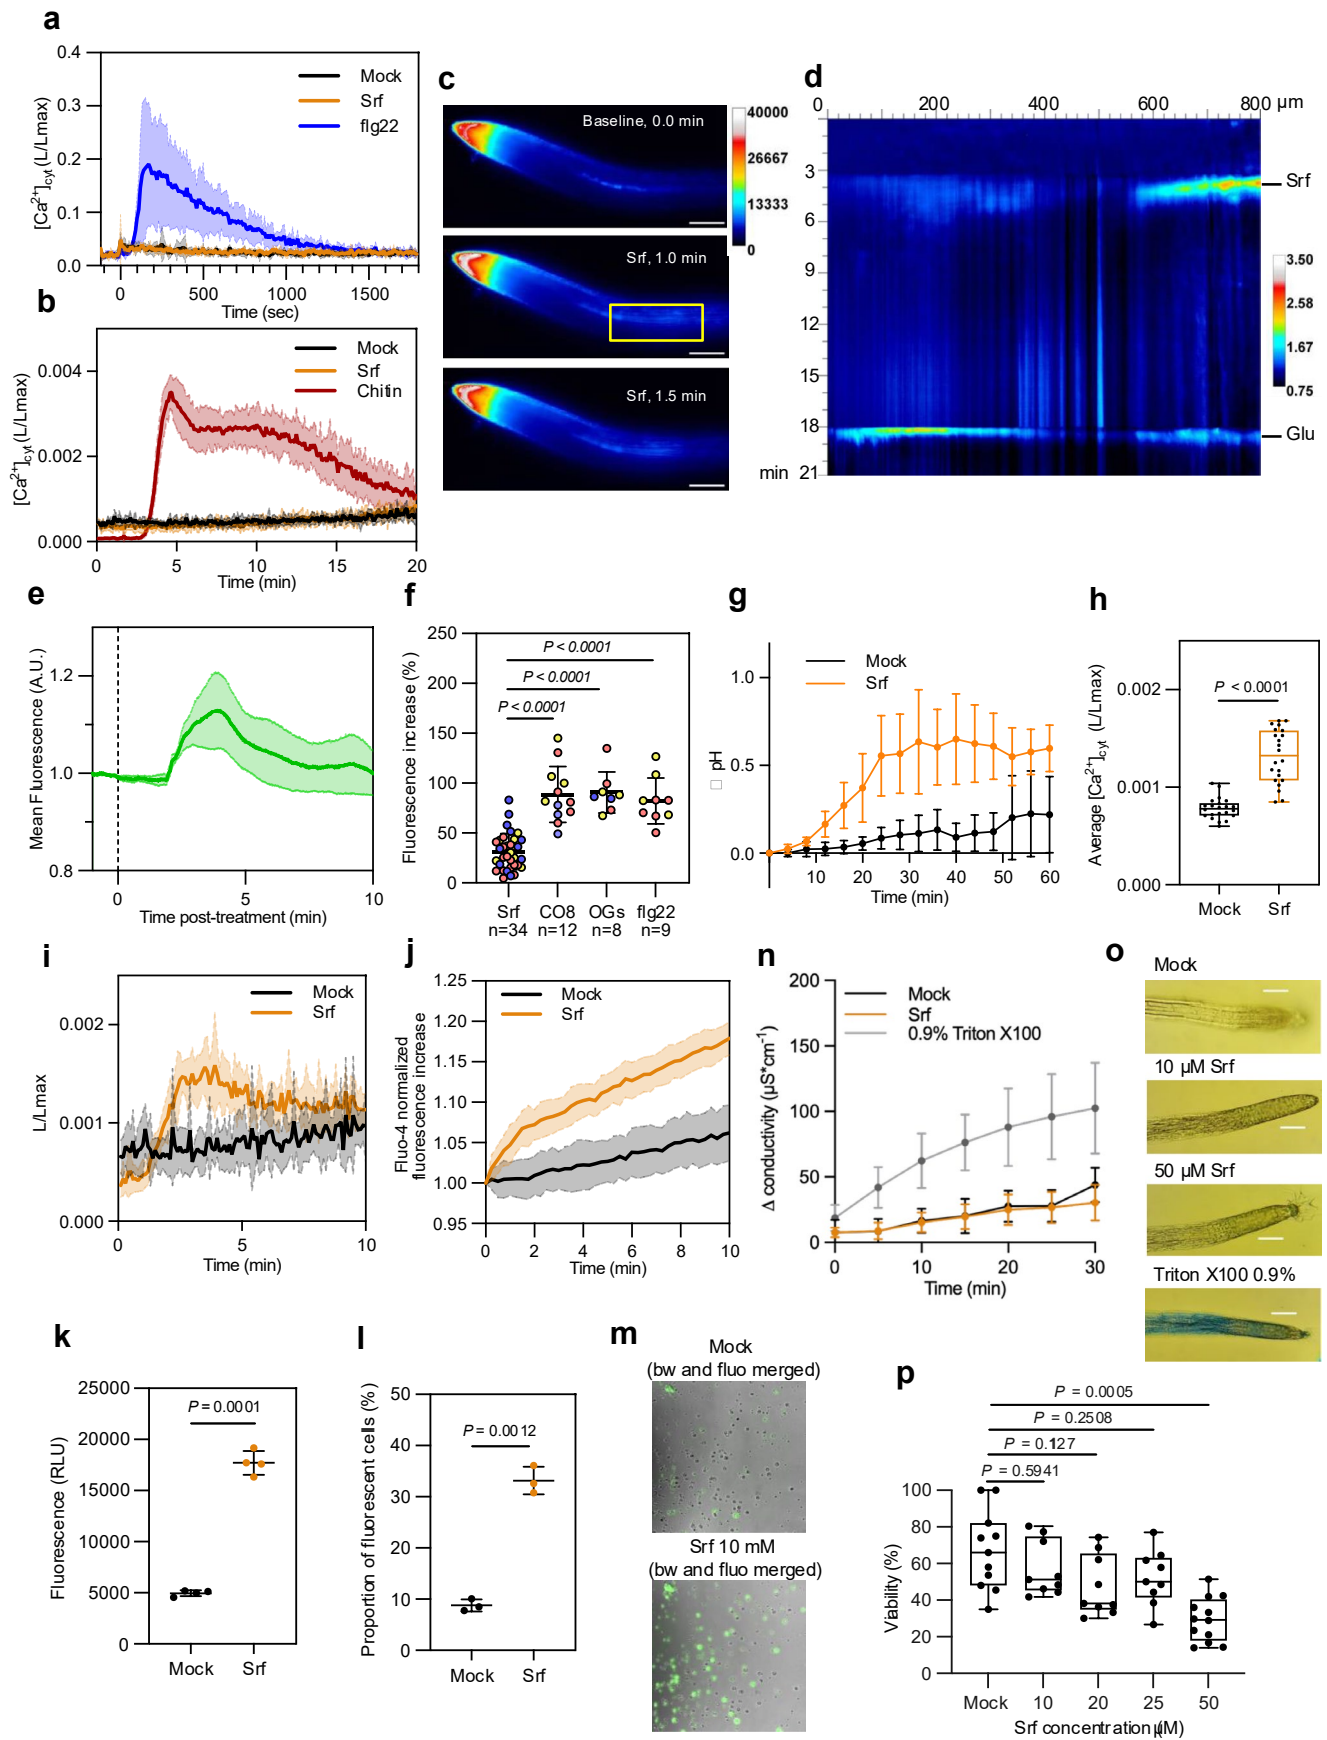 a
0.4
0.3
0.2
0.1
0.0
[Ca2+]cyt (L/Lmax)
Mock
Srf
flg22
0 500 1000 1500
Time (sec)
b
0.004
0.002
0.000
[Ca2+]cyt (L/Lmax)
Mock
Srf
Chitin
0 5 10 15 20
Time (min)
c
Baseline, 0.0 min
Srf, 1.0 min
Srf, 1.5 min
40000
26667
13333
0
d
0 200 400 600 800 µm
3
6
9
12
15
18
min 21
Srf
Glu
3.50
2.58
1.67
0.75
e
1.2
1.0
0.8
Mean Fluorescence (A.U.)
0 5 10
Time post-treatment (min)
f
250
200
150
100
50
0
Fluorescence increase (%)
P < 0.0001
P < 0.0001
P < 0.0001
Srf CO8 OGs flg22
n=34 n=12 n=8 n=9
g
1.0
0.5
0.0
□ pH
Mock
Srf
10 20 30 40 50 60
Time (min)
h
0.002
0.001
0.000
Average [Ca2+]cyt (L/Lmax)
P < 0.0001
Mock Srf
i
0.002
0.001
0.000
L/Lmax
Mock
Srf
0 5 10
Time (min)
j
1.25
1.20
1.15
1.10
1.05
1.00
0.95
Fluo-4 normalized
fluorescence increase
Mock
Srf
0 2 4 6 8 10
Time (min)
n
200
150
100
50
0
Δ conductivity (µS*cm-1)
Mock
Srf
0.9% Triton X100
0 10 20 30
Time (min)
o
Mock
10 µM Srf
50 µM Srf
Triton X100 0.9%
k
25000
20000
15000
10000
5000
0
Fluorescence (RLU)
P = 0.0001
Mock Srf
l
50
40
30
20
10
0
Proportion of fluorescent cells (%)
P = 0.0012
Mock Srf
m
Mock
(bw and fluo merged)
Srf 10 mM
(bw and fluo merged)
p
P = 0.0005
P = 0.2508
P = 0.127
P = 0.5941
100
80
60
40
20
0
Viability (%)
Mock 10 20 25 50
Srf concentration (µM)